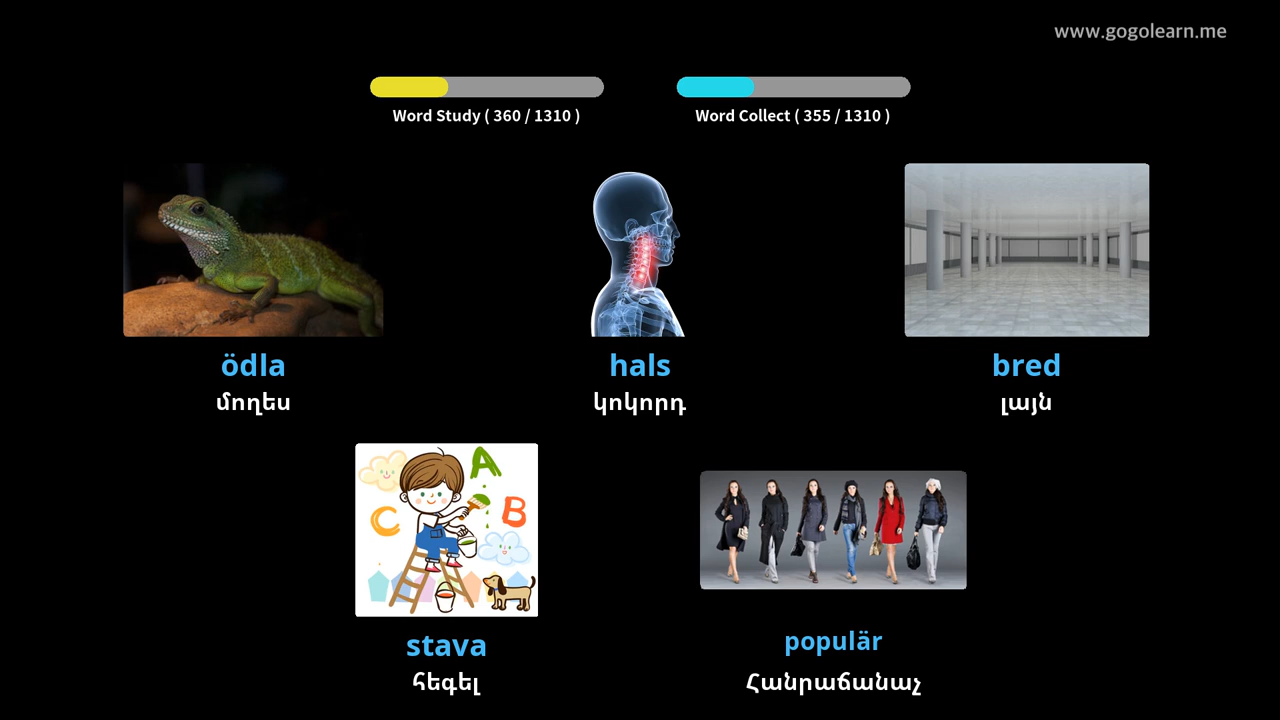 www.gogolearn.me
Word Study ( 360 / 1310 )
Word Collect ( 355 / 1310 )
ödla
մողես
hals
կոկորդ
bred
լայն
A
B
C
stava
հեգել
populär
Հանրաճանաչ